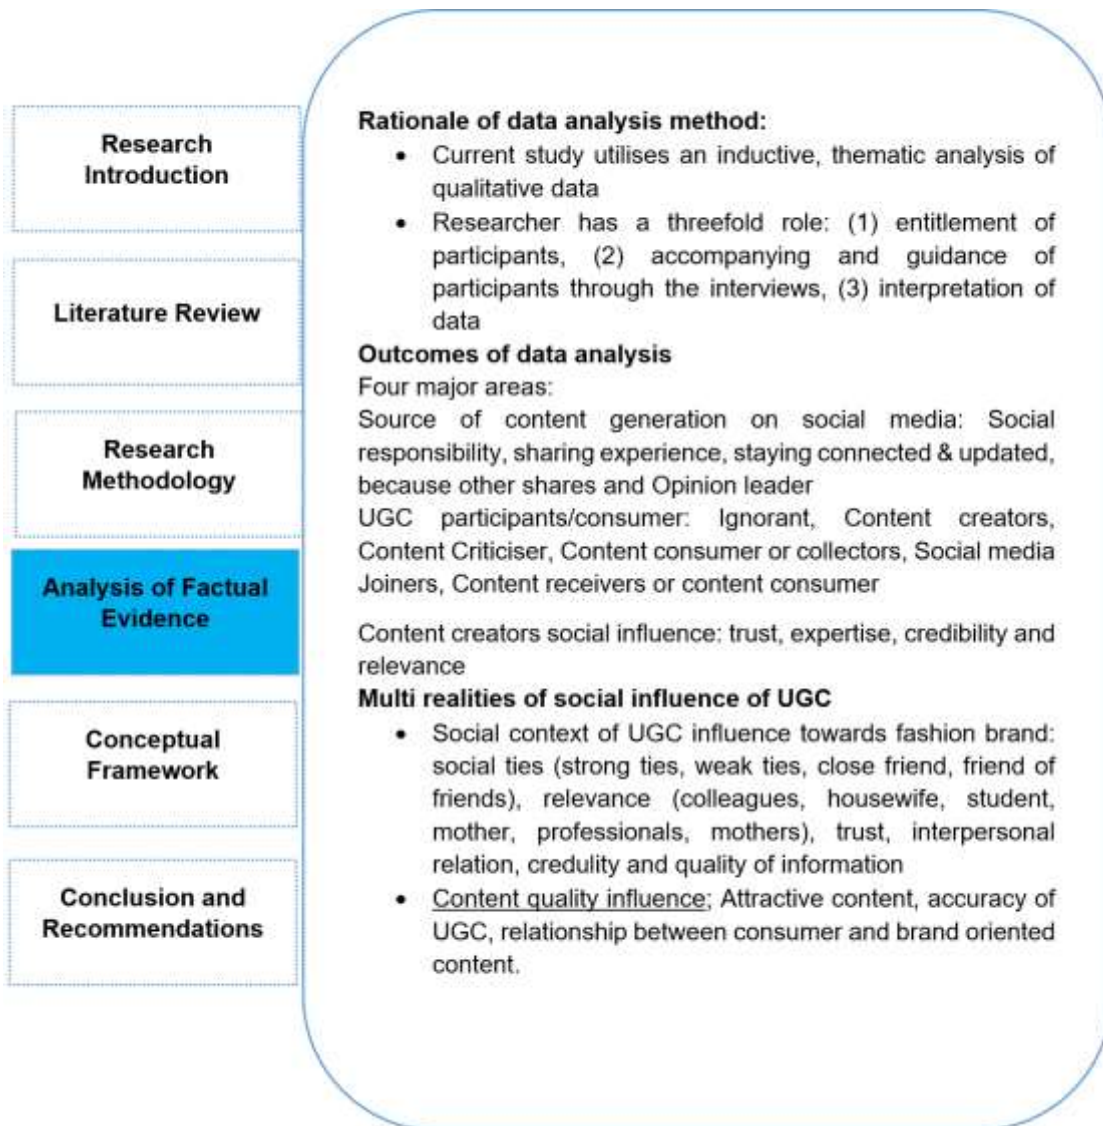 Research
Introduction
Literature Review
Research
Methodology
Analysis of Factual
Evidence
Conceptual
Framework
Conclusion and
Recommendations
Rationale of data analysis method:
• Current study utilises an inductive, thematic analysis of
qualitative data
• Researcher has a threefold role: (1) entitlement of
participants, (2) accompanying and guidance of
participants through the interviews, (3) interpretation of
data
Outcomes of data analysis
Four major areas:
Source of content generation on social media: Social
responsibility, sharing experience, staying connected & updated,
because other shares and Opinion leader
UGC participants/consumer: Ignorant, Content creators,
Content Criticiser, Content consumer or collectors, Social media
Joiners, Content receivers or content consumer
Content creators social influence: trust, expertise, credibility and
relevance
Multi realities of social influence of UGC
• Social context of UGC influence towards fashion brand:
social ties (strong ties, weak ties, close friend, friend of
friends), relevance (colleagues, housewife, student,
mother, professionals, mothers), trust, interpersonal
relation, credulity and quality of information
• Content quality influence; Attractive content, accuracy of
UGC, relationship between consumer and brand oriented
content.